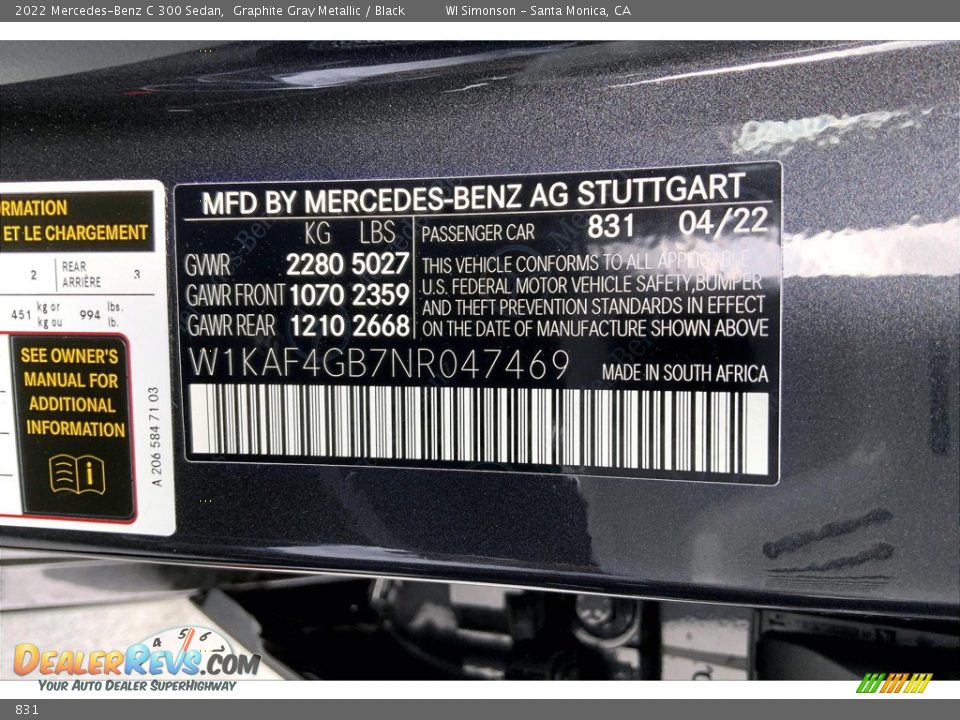 2022 Mercedes-Benz C 300 Sedan, Graphite Gray Metallic / Black WI Simonson - Santa Monica, CA
MFD BY MERCEDES-BENZ AG STUTTGART
KG LBS
GVWR 2280 5027
GAWR FRONT 1070 2359
GAWR REAR 1210 2668
PASSENGER CAR 831 04/22
THIS VEHICLE CONFORMS TO ALL APPLICABLE
U.S. FEDERAL MOTOR VEHICLE SAFETY, BUMPER
AND THEFT PREVENTION STANDARDS IN EFFECT
ON THE DATE OF MANUFACTURE SHOWN ABOVE
W1KAF4GB7NR047469
MADE IN SOUTH AFRICA
ET LE CHARGEMENT
2 REAR 3
ARRIÈRE
451 kg or 994 lbs.
kg ou lb.
SEE OWNER'S
MANUAL FOR
ADDITIONAL
INFORMATION
A 206 584 71 03
4 5 6
DEALERREVS.COM
YOUR AUTO DEALER SUPERHIGHWAY
831